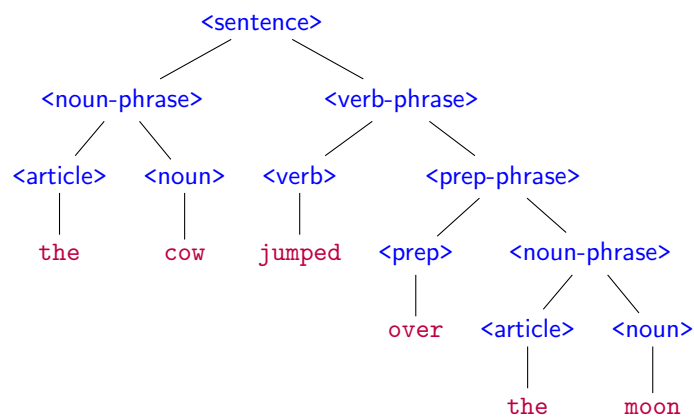 <sentence>
<noun-phrase> <verb-phrase>
<article> <noun> <verb> <prep-phrase>
the cow jumped <prep> <noun-phrase>
over <article> <noun>
the moon